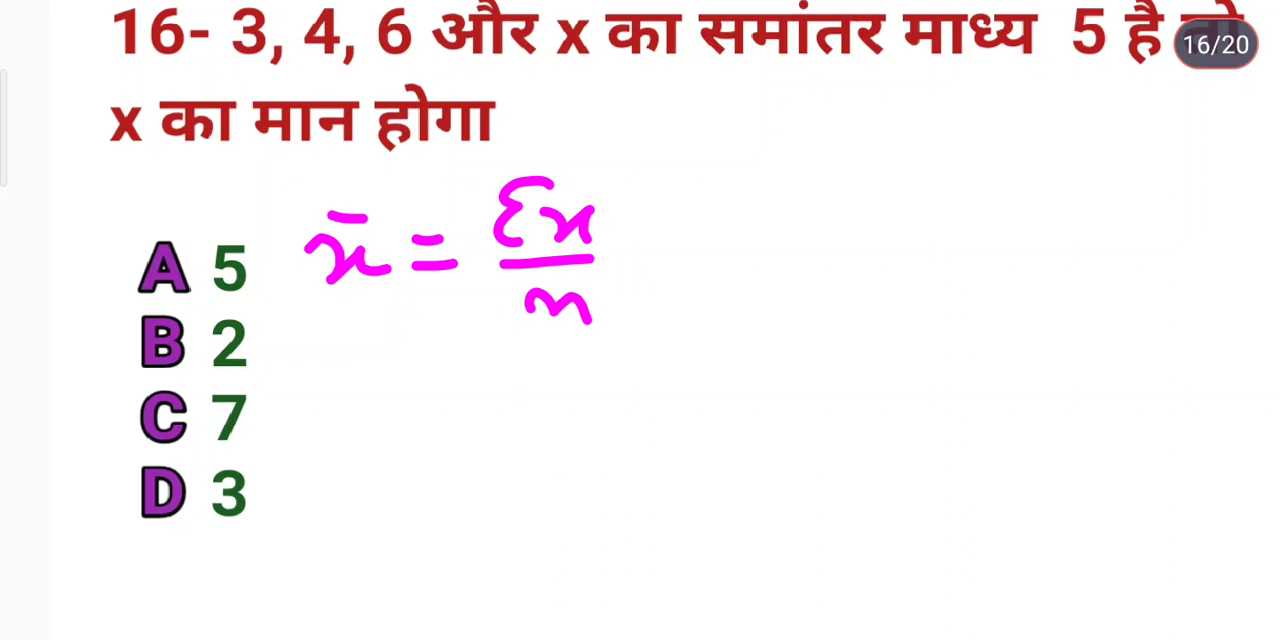 16- 3, 4, 6 और x का समांतर माध्य 5 है
16/20
x का मान होगा
x̄ = Σx/n
A 5
B 2
C 7
D 3